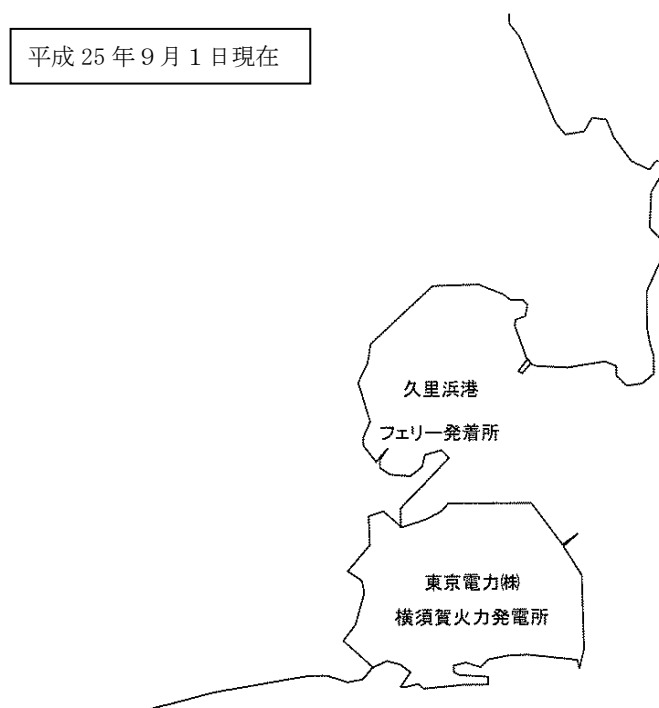 平成 25 年９月１日現在
久里浜港
フェリー発着所
東京電力㈱
横須賀火力発電所